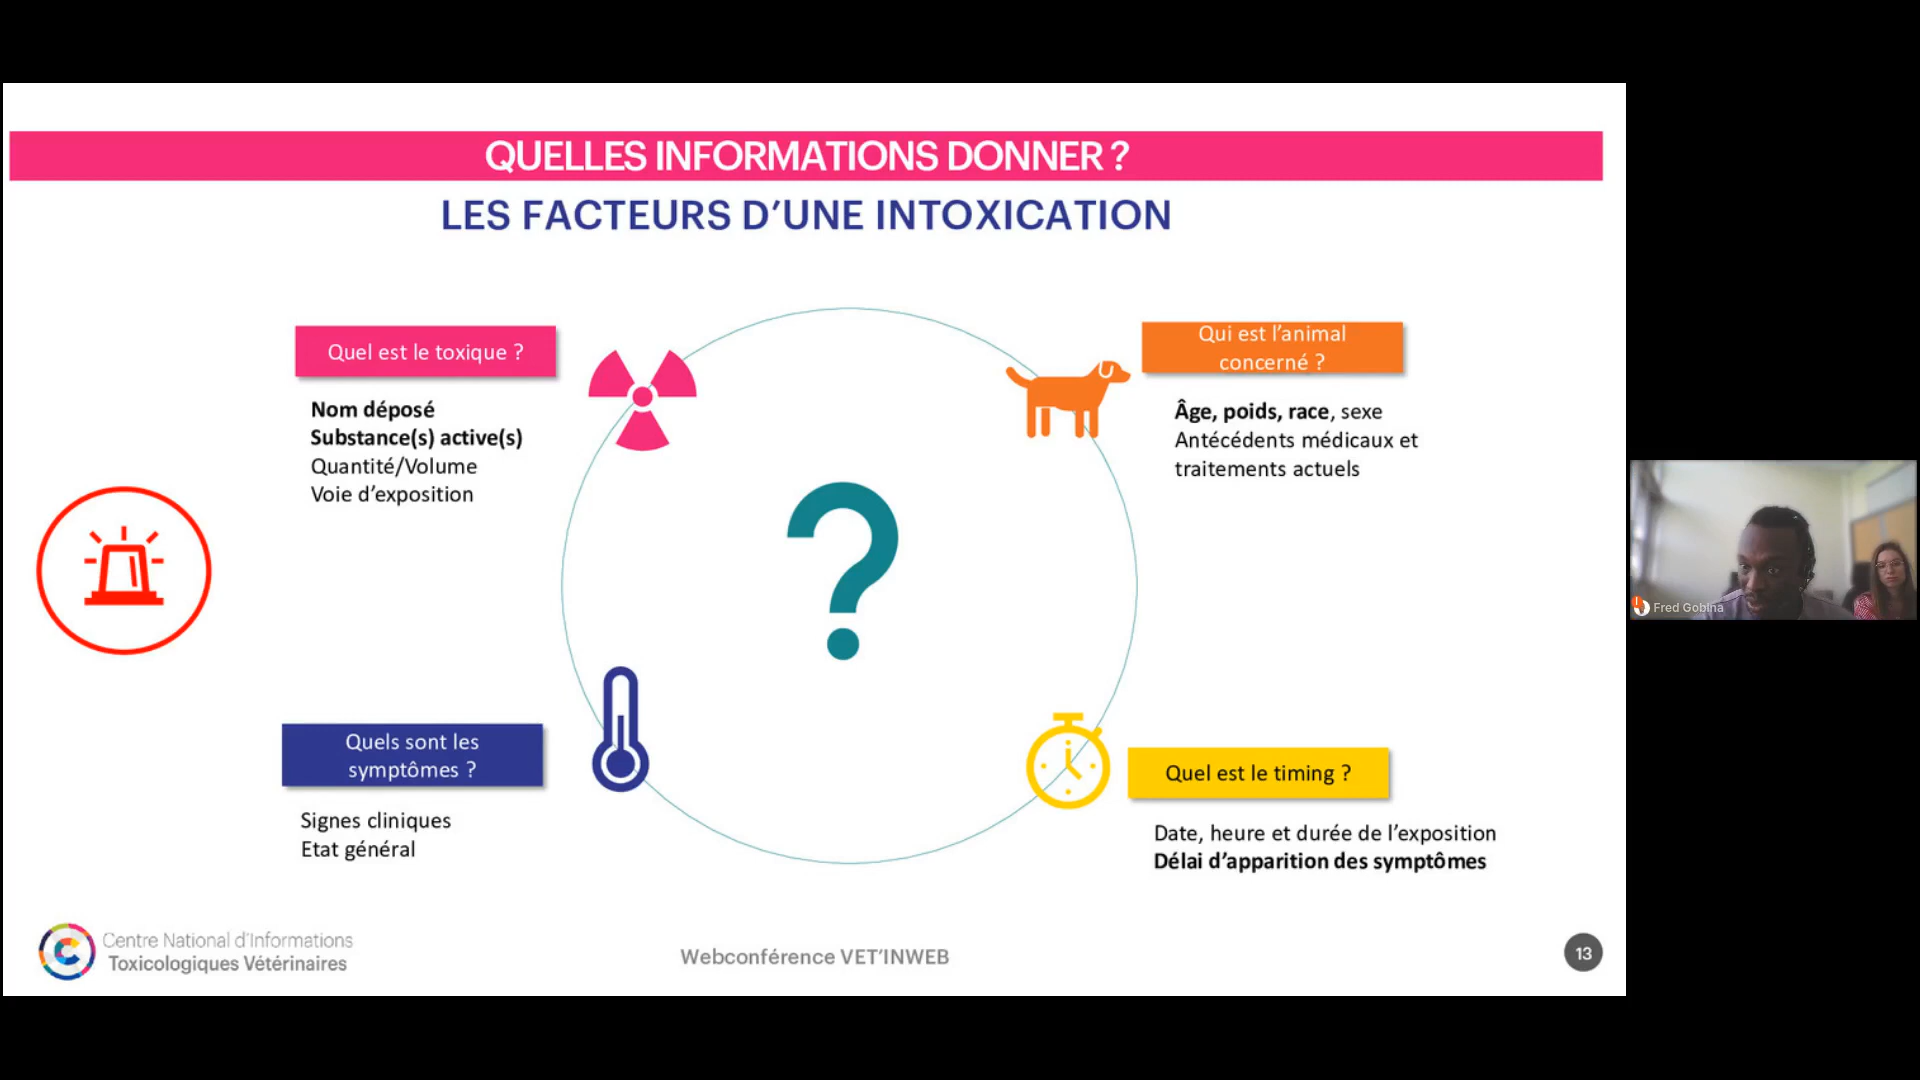 QUELLES INFORMATIONS DONNER ?
LES FACTEURS D'UNE INTOXICATION
Quel est le toxique ?
Nom déposé
Substance(s) active(s)
Quantité/Volume
Voie d'exposition
Qui est l'animal
concerné ?
Âge, poids, race, sexe
Antécédents médicaux et
traitements actuels
?
Quels sont les
symptômes ?
Signes cliniques
Etat général
Quel est le timing ?
Date, heure et durée de l'exposition
Délai d'apparition des symptômes
Centre National d'Informations
Toxicologiques Vétérinaires
Webconférence VET'INWEB
13
Fred Gobina